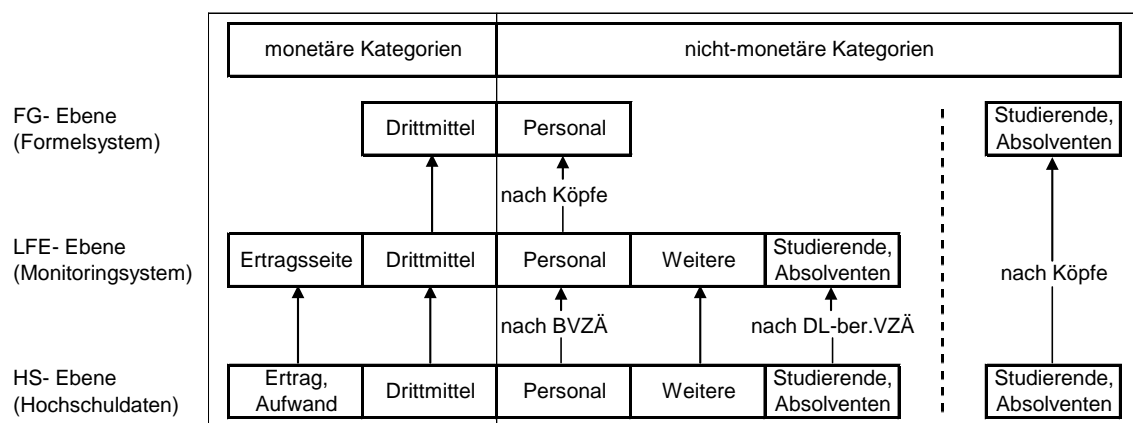 monetäre Kategorien
nicht-monetäre Kategorien
FG- Ebene
(Formelsystem)
Drittmittel
Personal
Studierende,
Absolventen
nach Köpfe
LFE- Ebene
(Monitoringsystem)
Ertragsseite
Drittmittel
Personal
Weitere
Studierende,
Absolventen
nach Köpfe
nach BVZÄ
nach DL-ber.VZÄ
HS- Ebene
(Hochschuldaten)
Ertrag,
Aufwand
Drittmittel
Personal
Weitere
Studierende,
Absolventen
Studierende,
Absolventen